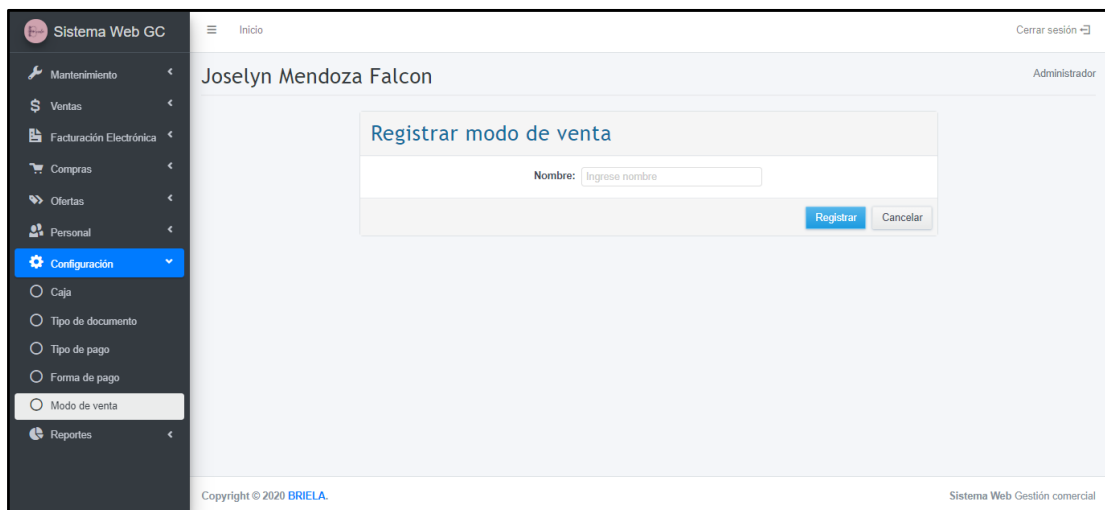 Sistema Web GC
Inicio
Cerrar sesión
Mantenimiento
Ventas
Facturación Electrónica
Compras
Ofertas
Personal
Configuración
Caja
Tipo de documento
Tipo de pago
Forma de pago
Modo de venta
Reportes
Joselyn Mendoza Falcon
Administrador
Registrar modo de venta
Nombre: Ingrese nombre
Registrar Cancelar
Copyright © 2020 BRIELA.
Sistema Web Gestión comercial